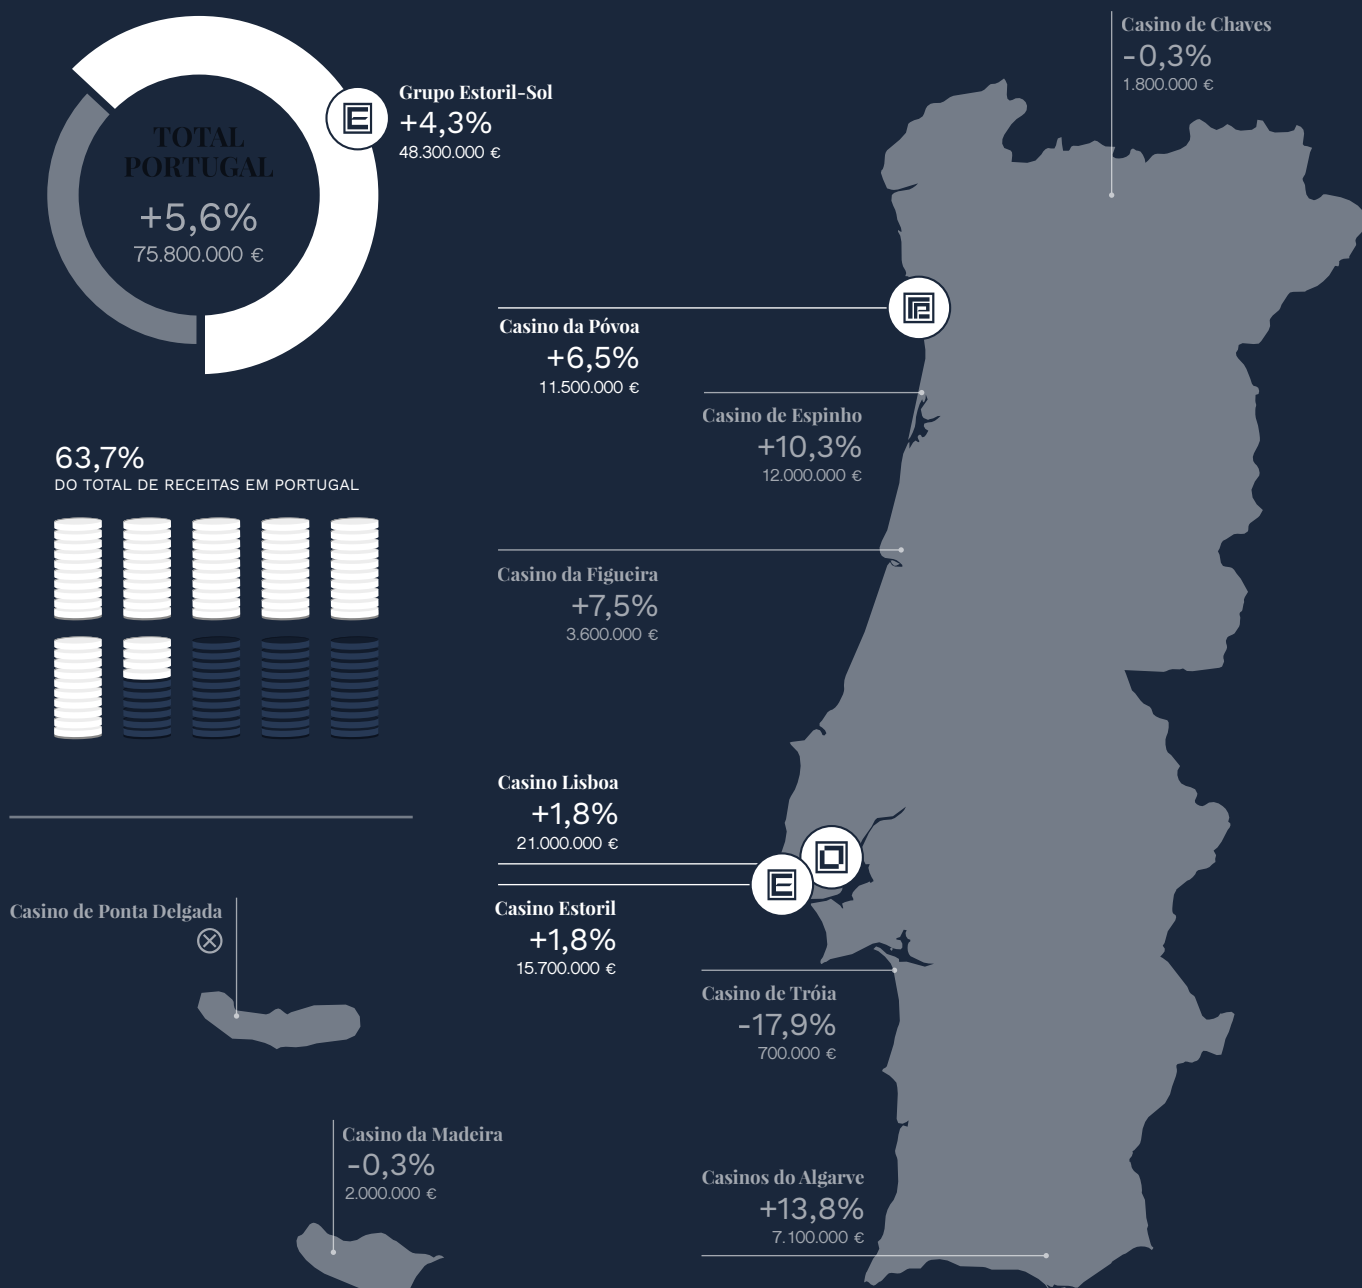 TOTAL
PORTUGAL
+5,6%
75.800.000 €
Grupo Estoril-Sol
+4,3%
48.300.000 €
63,7%
DO TOTAL DE RECEITAS EM PORTUGAL
Casino de Chaves
-0,3%
1.800.000 €
Casino da Póvoa
+6,5%
11.500.000 €
Casino de Espinho
+10,3%
12.000.000 €
Casino da Figueira
+7,5%
3.600.000 €
Casino Lisboa
+1,8%
21.000.000 €
Casino Estoril
+1,8%
15.700.000 €
Casino de Tróia
-17,9%
700.000 €
Casinos do Algarve
+13,8%
7.100.000 €
Casino de Ponta Delgada
Casino da Madeira
-0,3%
2.000.000 €